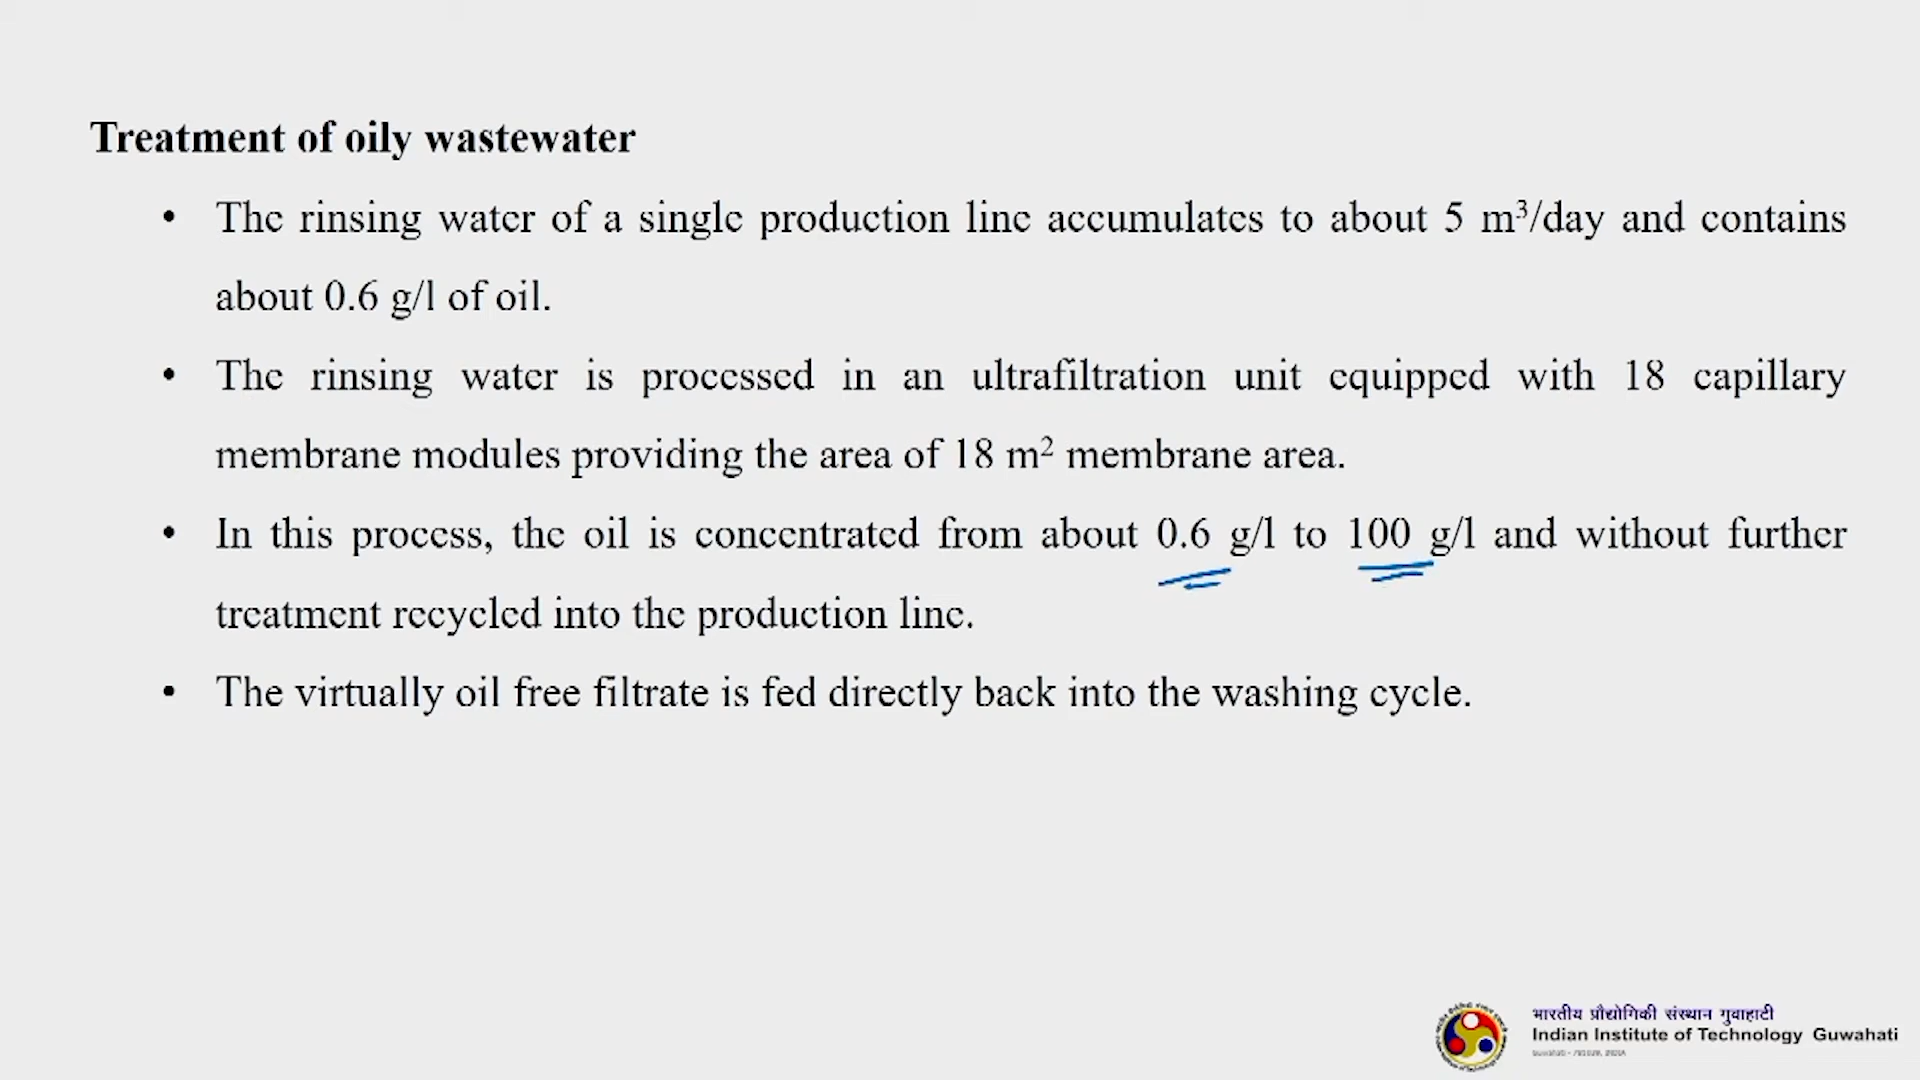 Treatment of oily wastewater
• The rinsing water of a single production line accumulates to about 5 m³/day and contains
about 0.6 g/l of oil.
• The rinsing water is processed in an ultrafiltration unit equipped with 18 capillary
membrane modules providing the area of 18 m² membrane area.
• In this process, the oil is concentrated from about 0.6 g/l to 100 g/l and without further
treatment recycled into the production line.
• The virtually oil free filtrate is fed directly back into the washing cycle.
भारतीय प्रौद्योगिकी संस्थान गुवाहाटी
Indian Institute of Technology Guwahati